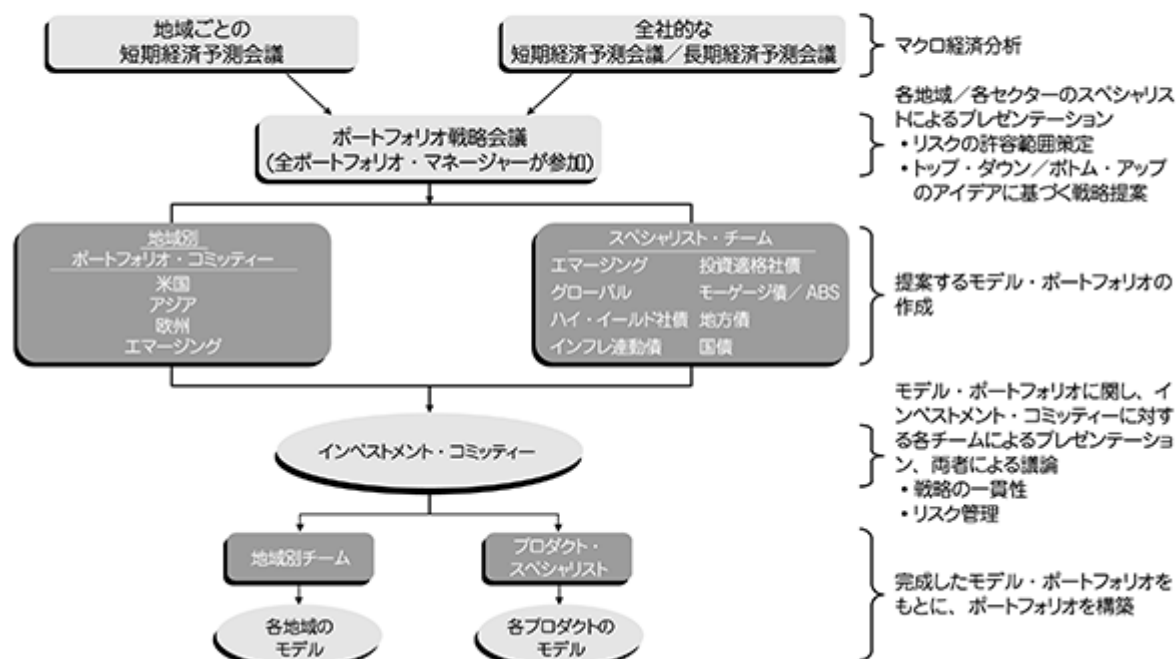 地域ごとの
短期経済予測会議
全社的な
短期経済予測会議／長期経済予測会議
マクロ経済分析
ポートフォリオ戦略会議
(全ポートフォリオ・マネージャーが参加)
各地域／各セクターのスペシャリス
トによるプレゼンテーション
・リスクの許容範囲策定
・トップ・ダウン／ボトム・アップ
のアイデアに基づく戦略提案
地域別
ポートフォリオ・コミッティー
米国
アジア
欧州
エマージング
スペシャリスト・チーム
エマージング 投資適格社債
グローバル モーゲージ債／ABS
ハイ・イールド社債 地方債
インフレ連動債 国債
提案するモデル・ポートフォリオの
作成
インベストメント・コミッティー
モデル・ポートフォリオに関し、イ
ンベストメント・コミッティーに対す
る各チームによるプレゼンテーショ
ン、両者による議論
・戦略の一貫性
・リスク管理
地域別チーム
プロダクト・
スペシャリスト
各地域の
モデル
各プロダクトの
モデル
完成したモデル・ポートフォリオを
もとに、ポートフォリオを構築